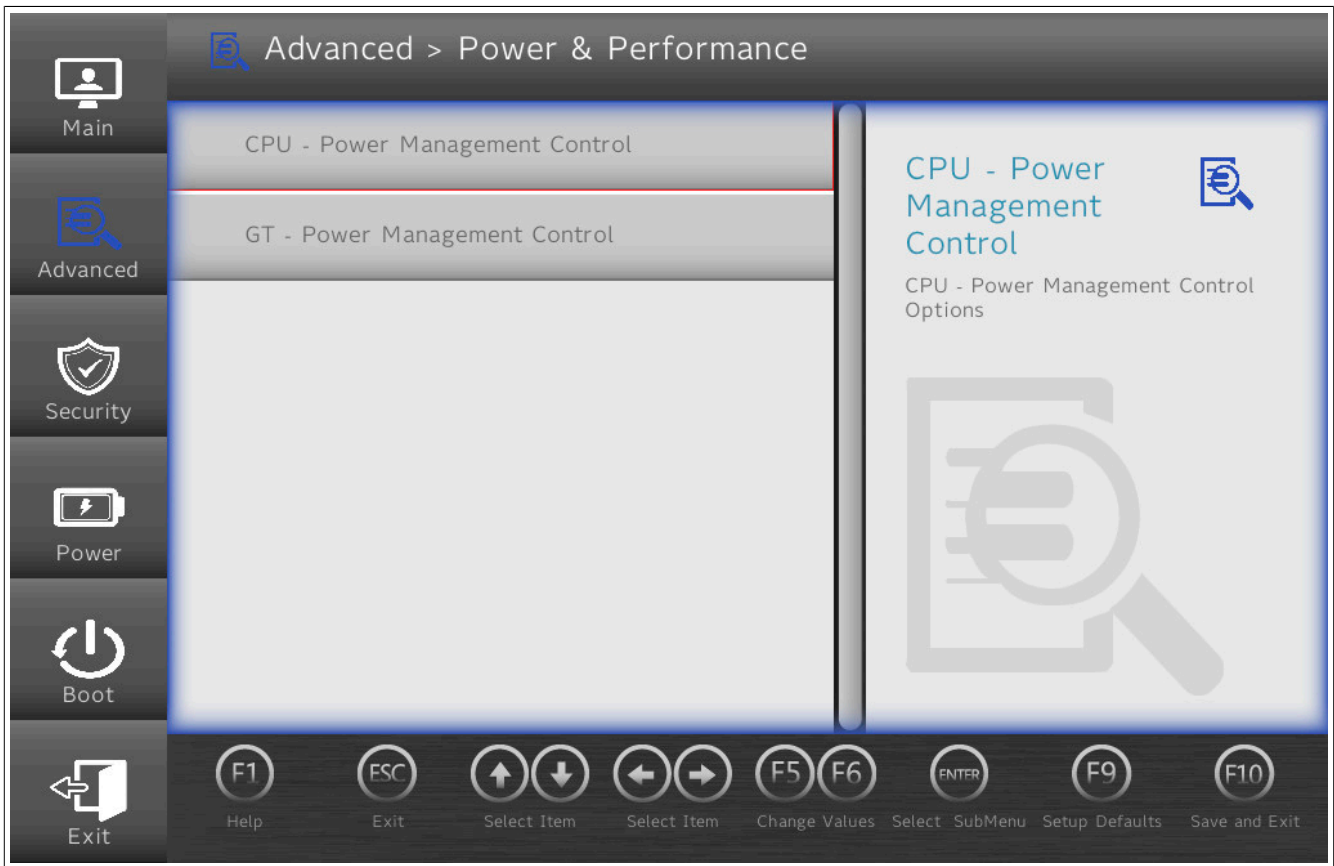 Advanced > Power & Performance
Main
Advanced
Security
Power
Boot
Exit
CPU - Power Management Control
GT - Power Management Control
CPU - Power
Management
Control
CPU - Power Management Control
Options
F1
Help
ESC
Exit
Select Item
Select Item
F5 F6
Change Values
ENTER
Select SubMenu
F9
Setup Defaults
F10
Save and Exit